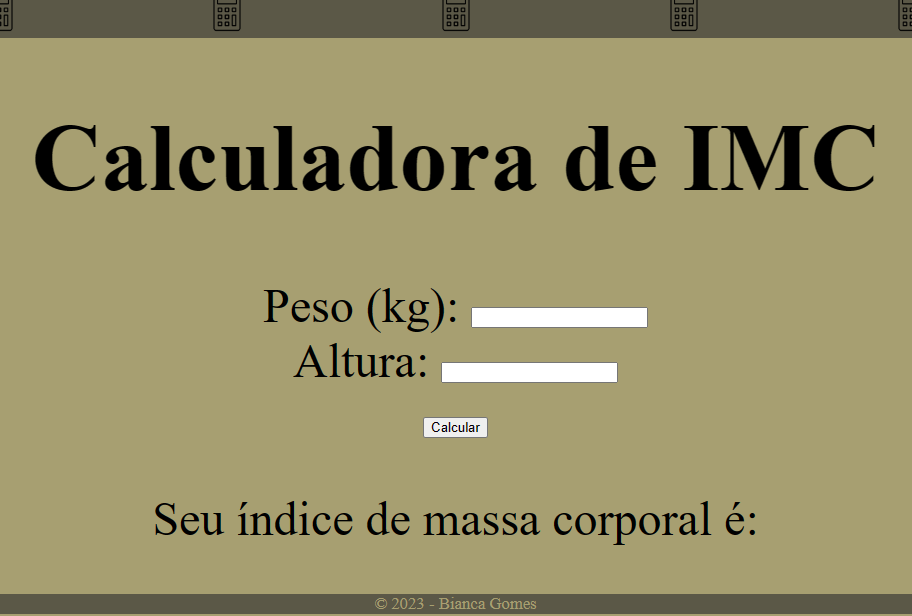 Calculadora de IMC
Peso (kg):
Altura:
Calcular
Seu índice de massa corporal é:
© 2023 - Bianca Gomes